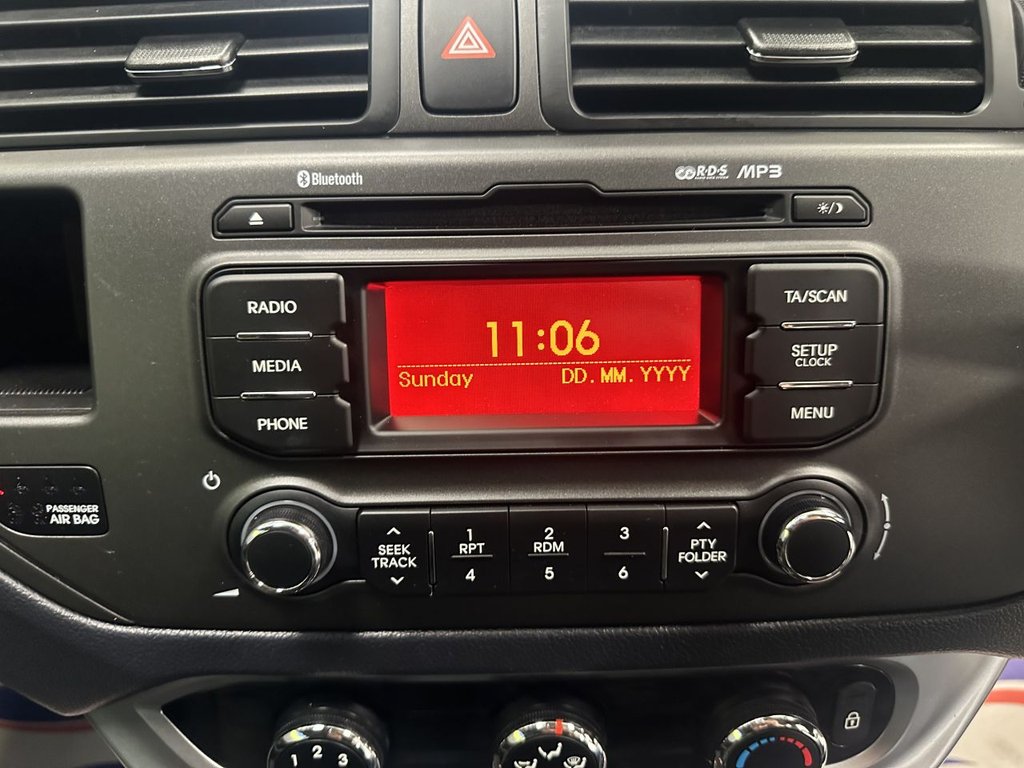 Bluetooth
R·D·S MP3
RADIO
MEDIA
PHONE
11:06
Sunday DD.MM.YYYY
TA/SCAN
SETUP
CLOCK
MENU
PASSENGER
AIR BAG
SEEK
TRACK
1
RPT
4
2
RDM
5
3
6
PTY
FOLDER
1 2 3